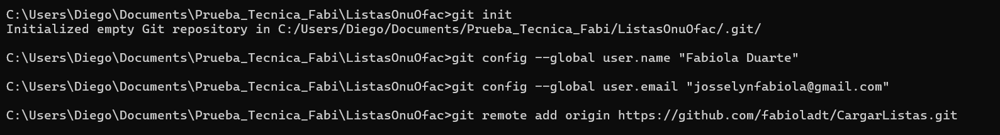 C:\Users\Diego\Documents\Prueba_Tecnica_Fabi\ListasOnuOfac>git init
Initialized empty Git repository in C:/Users/Diego/Documents/Prueba_Tecnica_Fabi/ListasOnuOfac/.git/
C:\Users\Diego\Documents\Prueba_Tecnica_Fabi\ListasOnuOfac>git config --global user.name "Fabiola Duarte"
C:\Users\Diego\Documents\Prueba_Tecnica_Fabi\ListasOnuOfac>git config --global user.email "josselynfabiola@gmail.com"
C:\Users\Diego\Documents\Prueba_Tecnica_Fabi\ListasOnuOfac>git remote add origin https://github.com/fabioladt/CargarListas.git